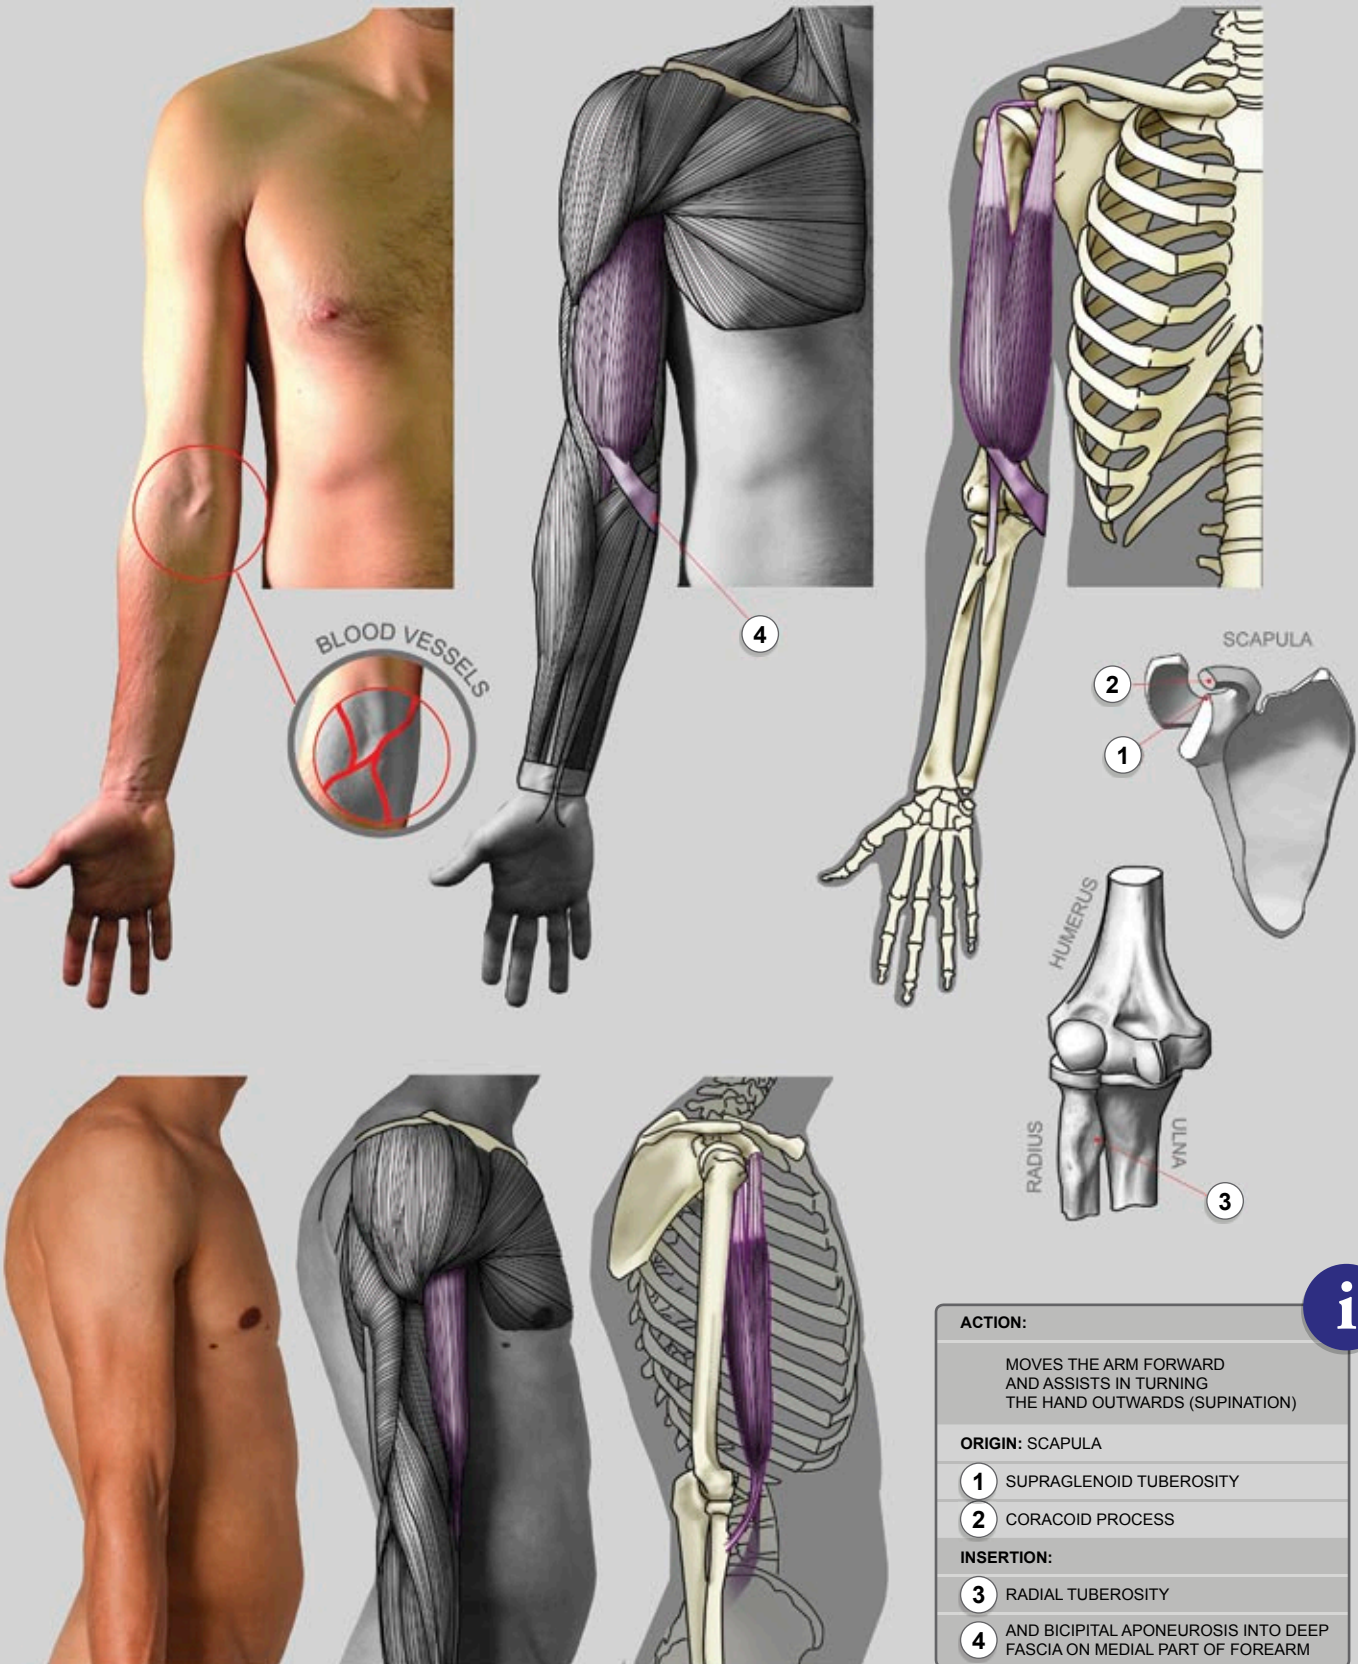 BLOOD VESSELS
4
SCAPULA
2
1
HUMERUS
RADIUS
ULNA
3
i
ACTION:
MOVES THE ARM FORWARD
AND ASSISTS IN TURNING
THE HAND OUTWARDS (SUPINATION)
ORIGIN: SCAPULA
1 SUPRAGLENOID TUBEROSITY
2 CORACOID PROCESS
INSERTION:
3 RADIAL TUBEROSITY
4 AND BICIPITAL APONEUROSIS INTO DEEP
FASCIA ON MEDIAL PART OF FOREARM